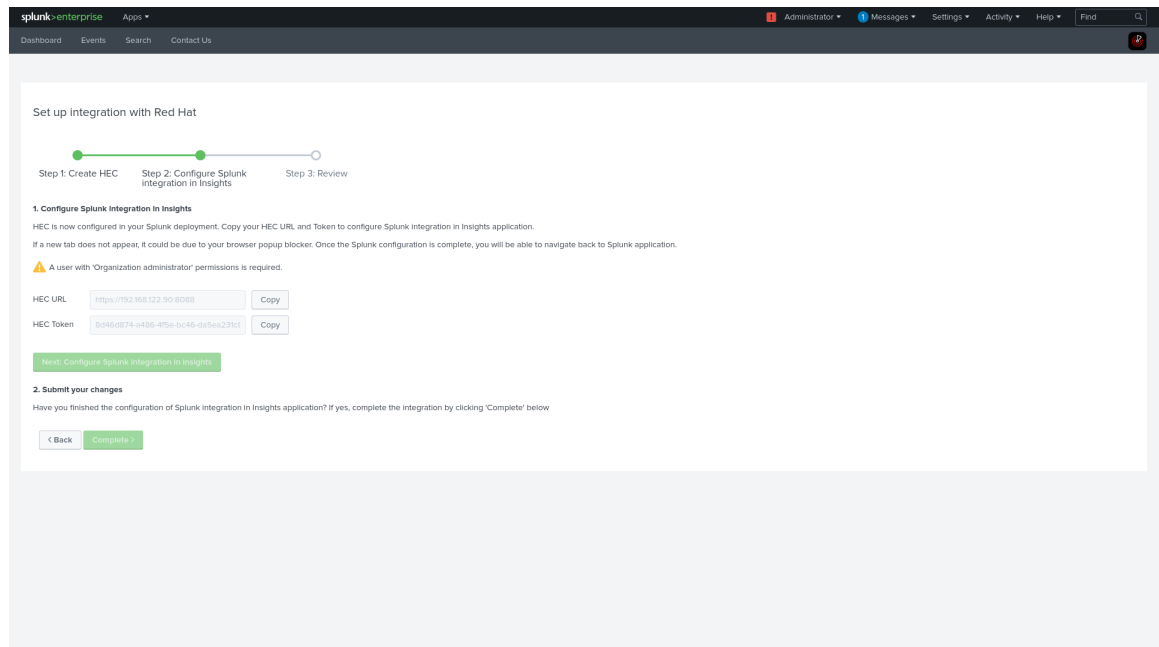 splunk>enterprise Apps
! Administrator 1 Messages Settings Activity Help Find
Dashboard Events Search Contact Us
Set up integration with Red Hat
Step 1: Create HEC Step 2: Configure Splunk integration in Insights Step 3: Review
1. Configure Splunk Integration in Insights
HEC is now configured in your Splunk deployment. Copy your HEC URL and Token to configure Splunk integration in Insights application.
If a new tab does not appear, it could be due to your browser popup blocker. Once the Splunk configuration is complete, you will be able to navigate back to Splunk application.
A user with 'Organization administrator' permissions is required.
HEC URL https://192.168.122.90:8088 Copy
HEC Token Copy
Next: Configure Splunk Integration in Insights
2. Submit your changes
Have you finished the configuration of Splunk integration in Insights application? If yes, complete the integration by clicking 'Complete' below
< Back Complete >